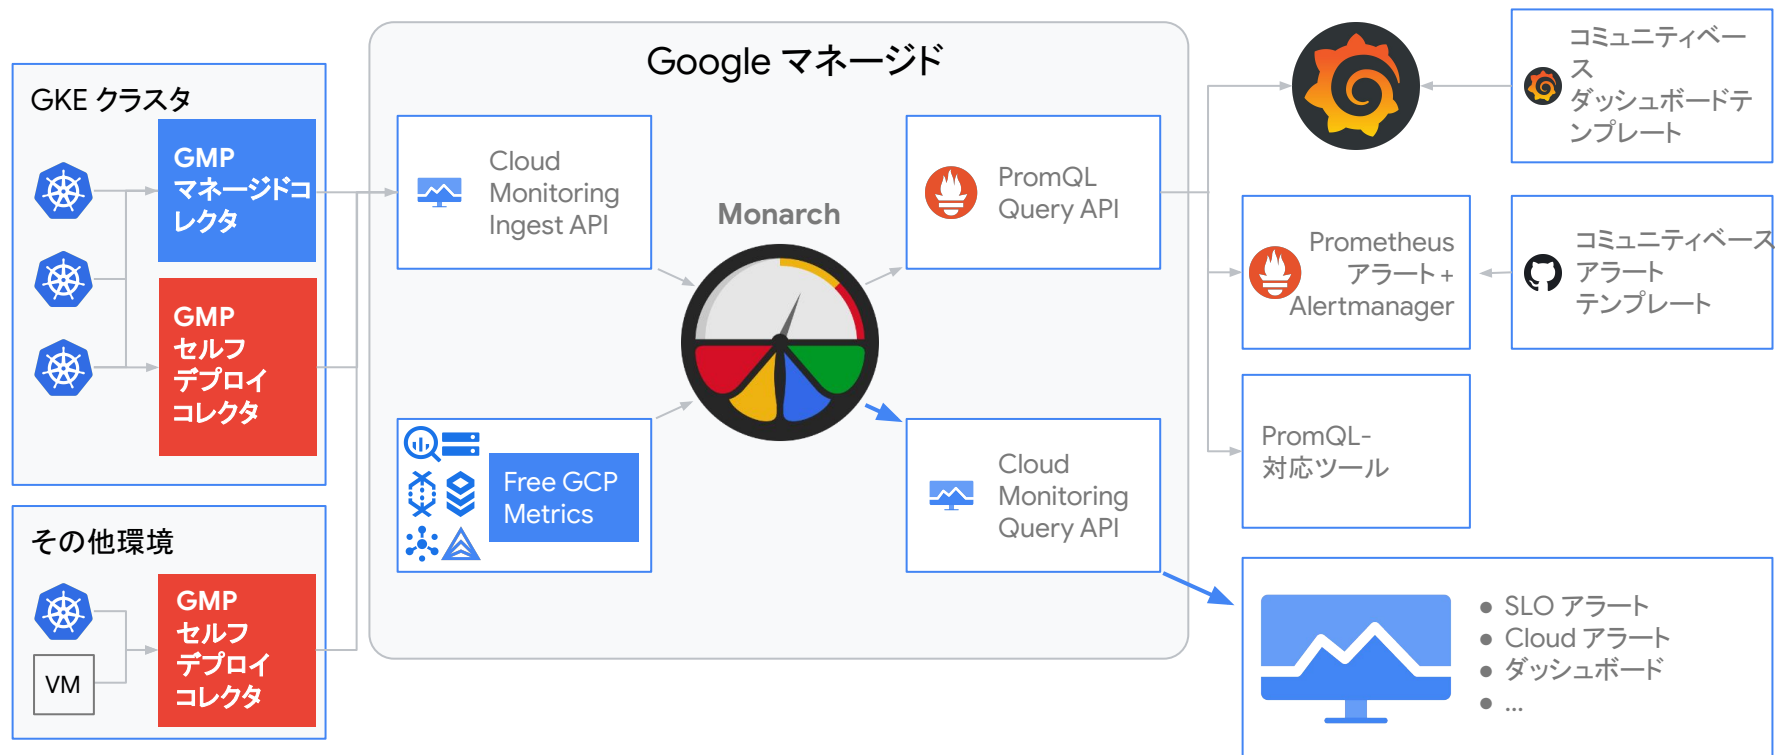 GKE クラスタ
GMP
マネージドコ
レクタ
GMP
セルフ
デプロイ
コレクタ
その他環境
VM
GMP
セルフ
デプロイ
コレクタ
Google マネージド
Cloud
Monitoring
Ingest API
Free GCP
Metrics
Monarch
PromQL
Query API
Cloud
Monitoring
Query API
コミュニティベー
ス
ダッシュボードテ
ンプレート
Prometheus
アラート +
Alertmanager
コミュニティベース
アラート
テンプレート
PromQL-
対応ツール
● SLO アラート
● Cloud アラート
● ダッシュボード
● ...